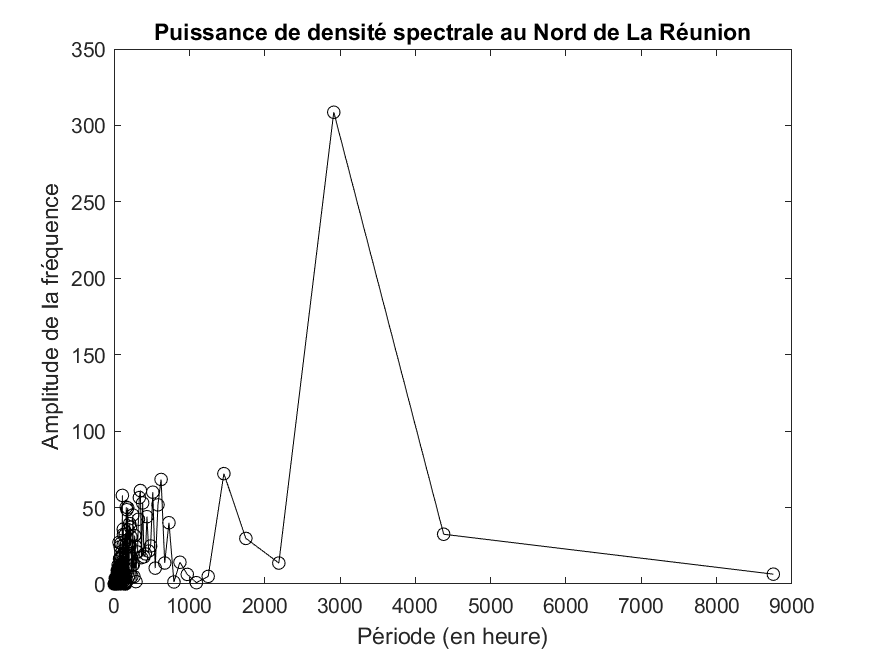 Puissance de densité spectrale au Nord de La Réunion
350
300
250
200
150
100
50
0
Amplitude de la fréquence
0 1000 2000 3000 4000 5000 6000 7000 8000 9000
Période (en heure)